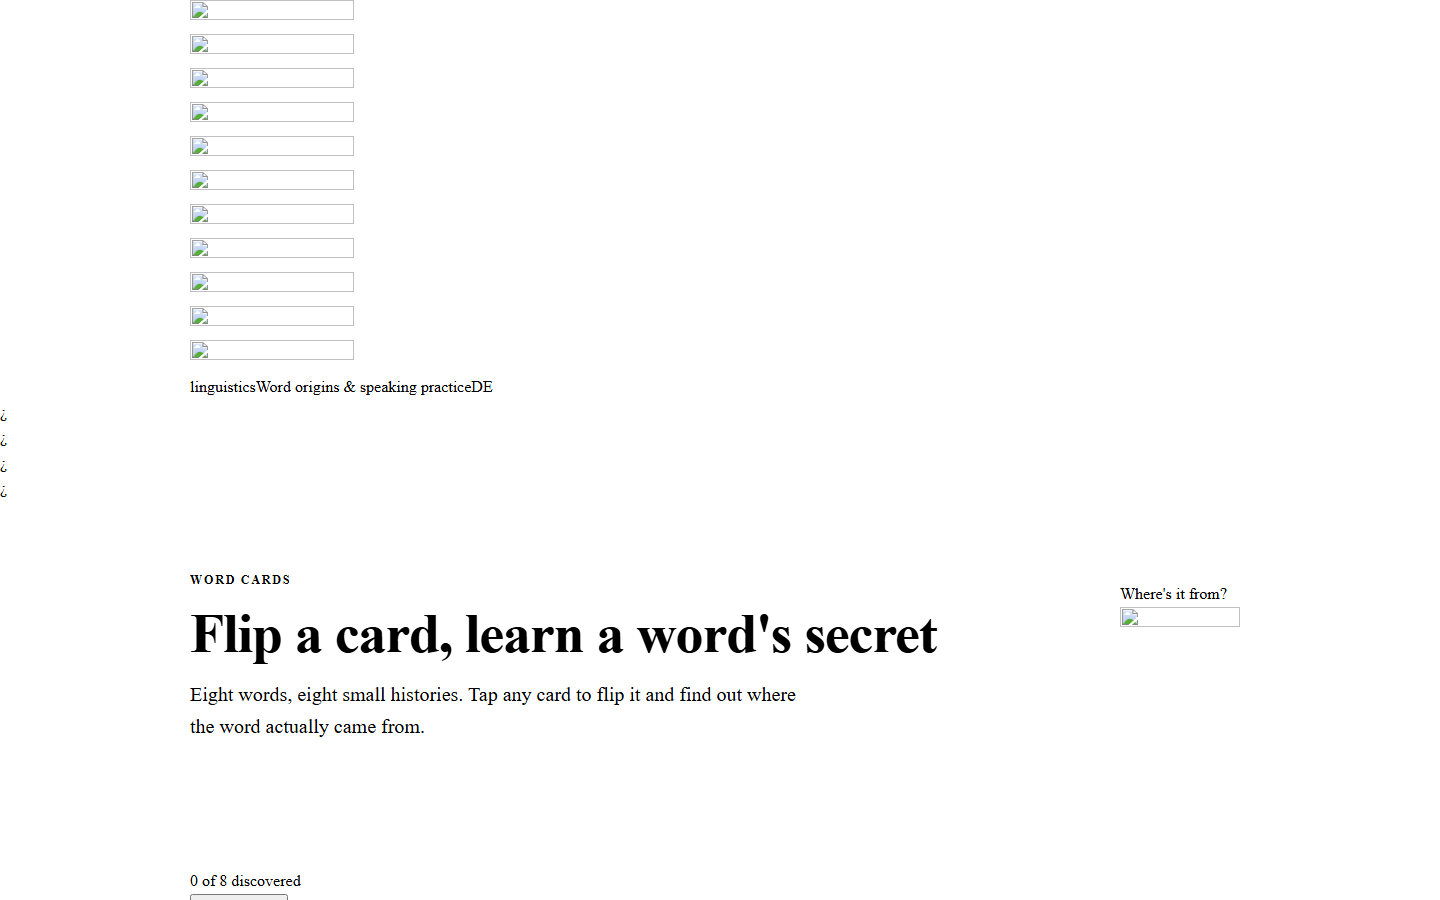 linguisticsWord origins & speaking practiceDE
¿
¿
¿
¿
WORD CARDS
Where's it from?
Flip a card, learn a word's secret
Eight words, eight small histories. Tap any card to flip it and find out where
the word actually came from.
0 of 8 discovered